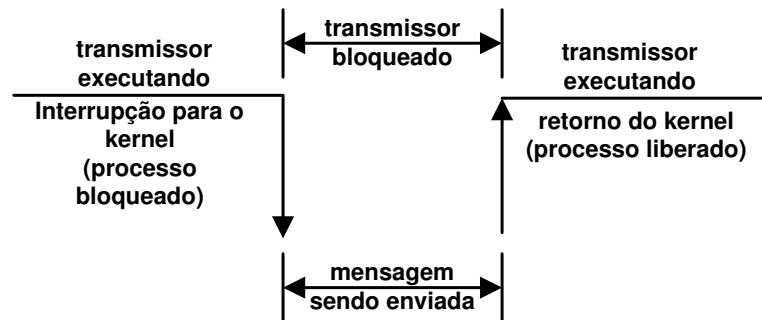 transmissor
executando
Interrupção para o
kernel
(processo
bloqueado)
transmissor
bloqueado
transmissor
executando
retorno do kernel
(processo liberado)
mensagem
sendo enviada